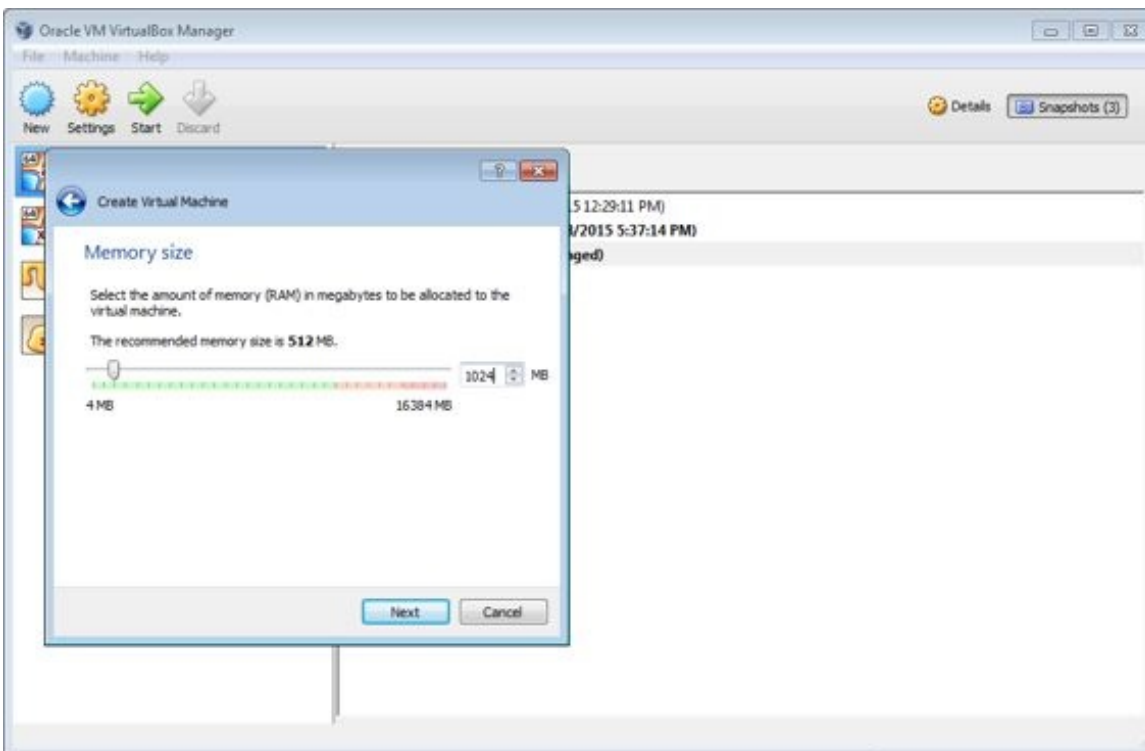 Oracle VM VirtualBox Manager
File Machine Help
New Settings Start Discard
Details Snapshots (3)
Create Virtual Machine
5 12:29:11 PM)
/2015 5:37:14 PM)
ged)
Memory size
Select the amount of memory (RAM) in megabytes to be allocated to the
virtual machine.
The recommended memory size is 512 MB.
1024 MB
4 MB 16384 MB
Next Cancel